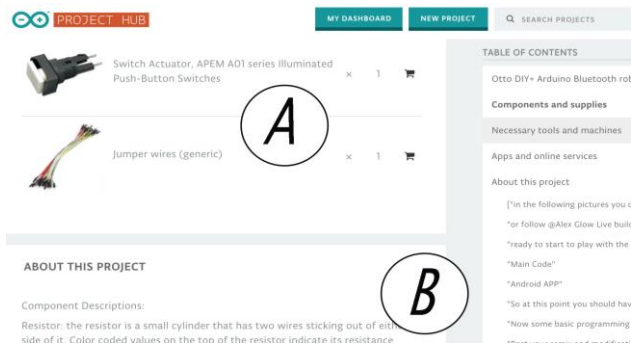 PROJECT HUB
MY DASHBOARD
NEW PROJECT
SEARCH PROJECTS
Switch Actuator, APEM A01 series Illuminated
Push-Button Switches
× 1
A
Jumper wires (generic)
× 1
ABOUT THIS PROJECT
Component Descriptions:
B
Resistor: the resistor is a small cylinder that has two wires sticking out of
side of it. Color coded values on the top of the resistor indicate its resistance
TABLE OF CONTENTS
Otto DIY+ Arduino Bluetooth
Components and supplies
Necessary tools and machines
Apps and online services
About this project
["in the following pictures you
"or follow @Alex Glow Live
"ready to start to play with the
"Main Code"
"Android APP"
"So at this point you should
"Now some basic programming